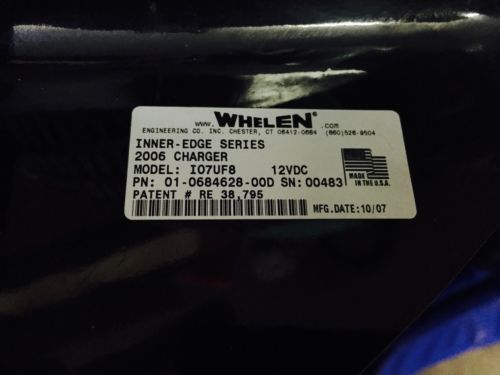 www. WHELEN® .com
ENGINEERING CO. INC. CHESTER, CT 06412-0684 (860)526-9504
INNER-EDGE SERIES
2006 CHARGER
MODEL: IO7UF8 12VDC
PN: 01-0684628-00D SN: 00483
PATENT # RE 38,795
MADE
IN THE U.S.A.
MFG.DATE:10/07